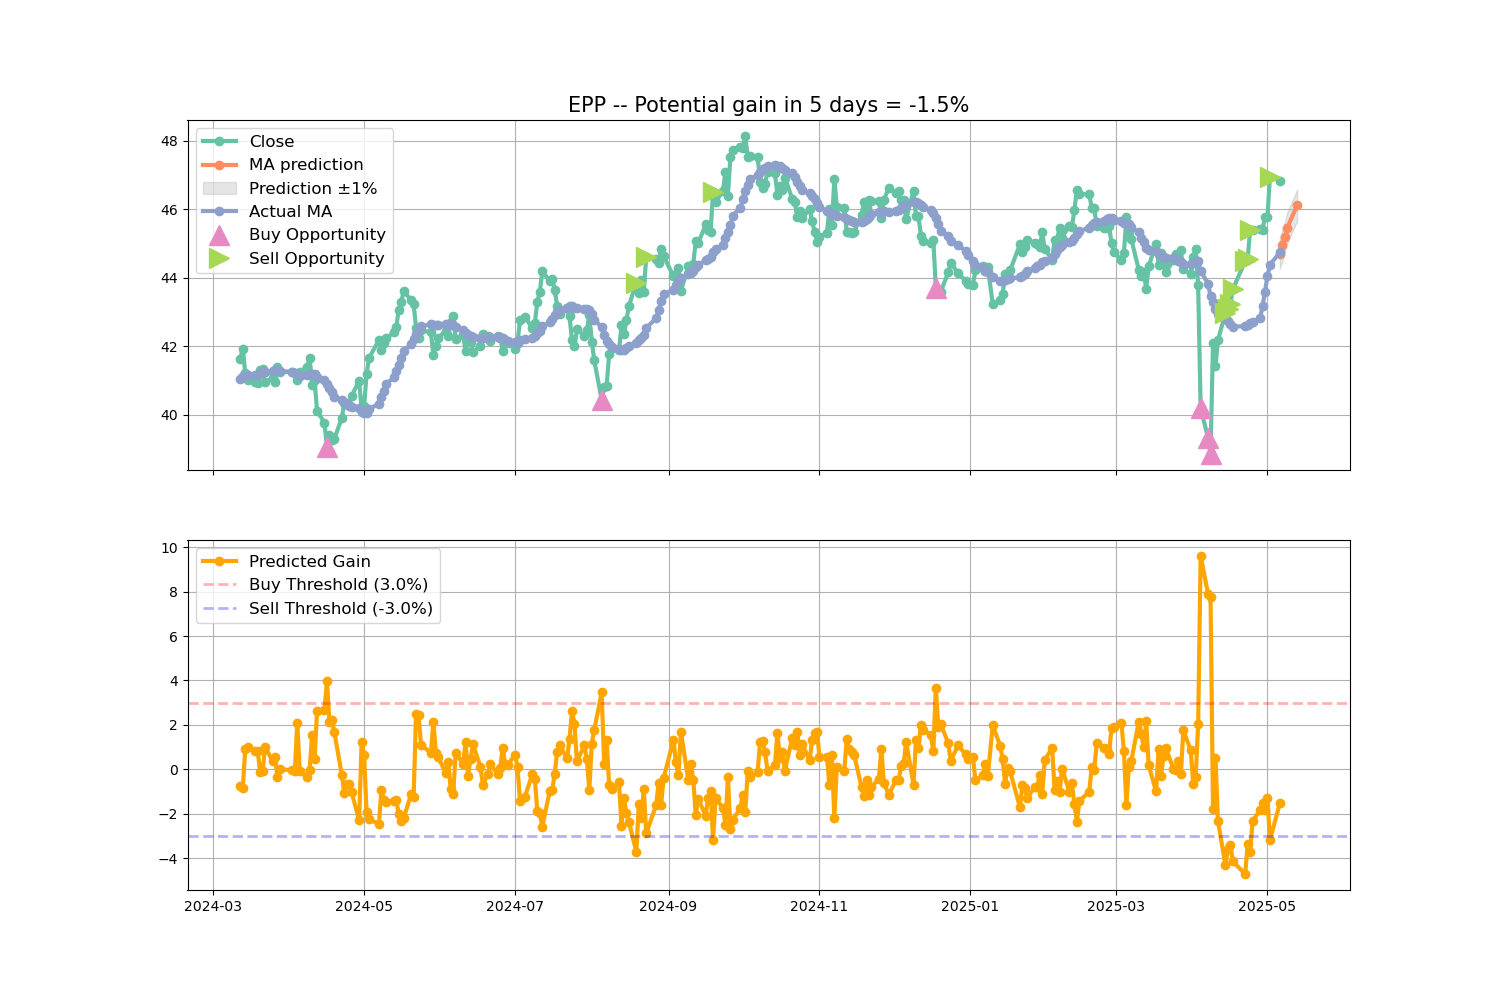 EPP -- Potential gain in 5 days = -1.5%
Close
MA prediction
Prediction ±1%
Actual MA
Buy Opportunity
Sell Opportunity
48
46
44
42
40
10
8
6
4
2
0
−2
−4
Predicted Gain
Buy Threshold (3.0%)
Sell Threshold (-3.0%)
2024-03 2024-05 2024-07 2024-09 2024-11 2025-01 2025-03 2025-05